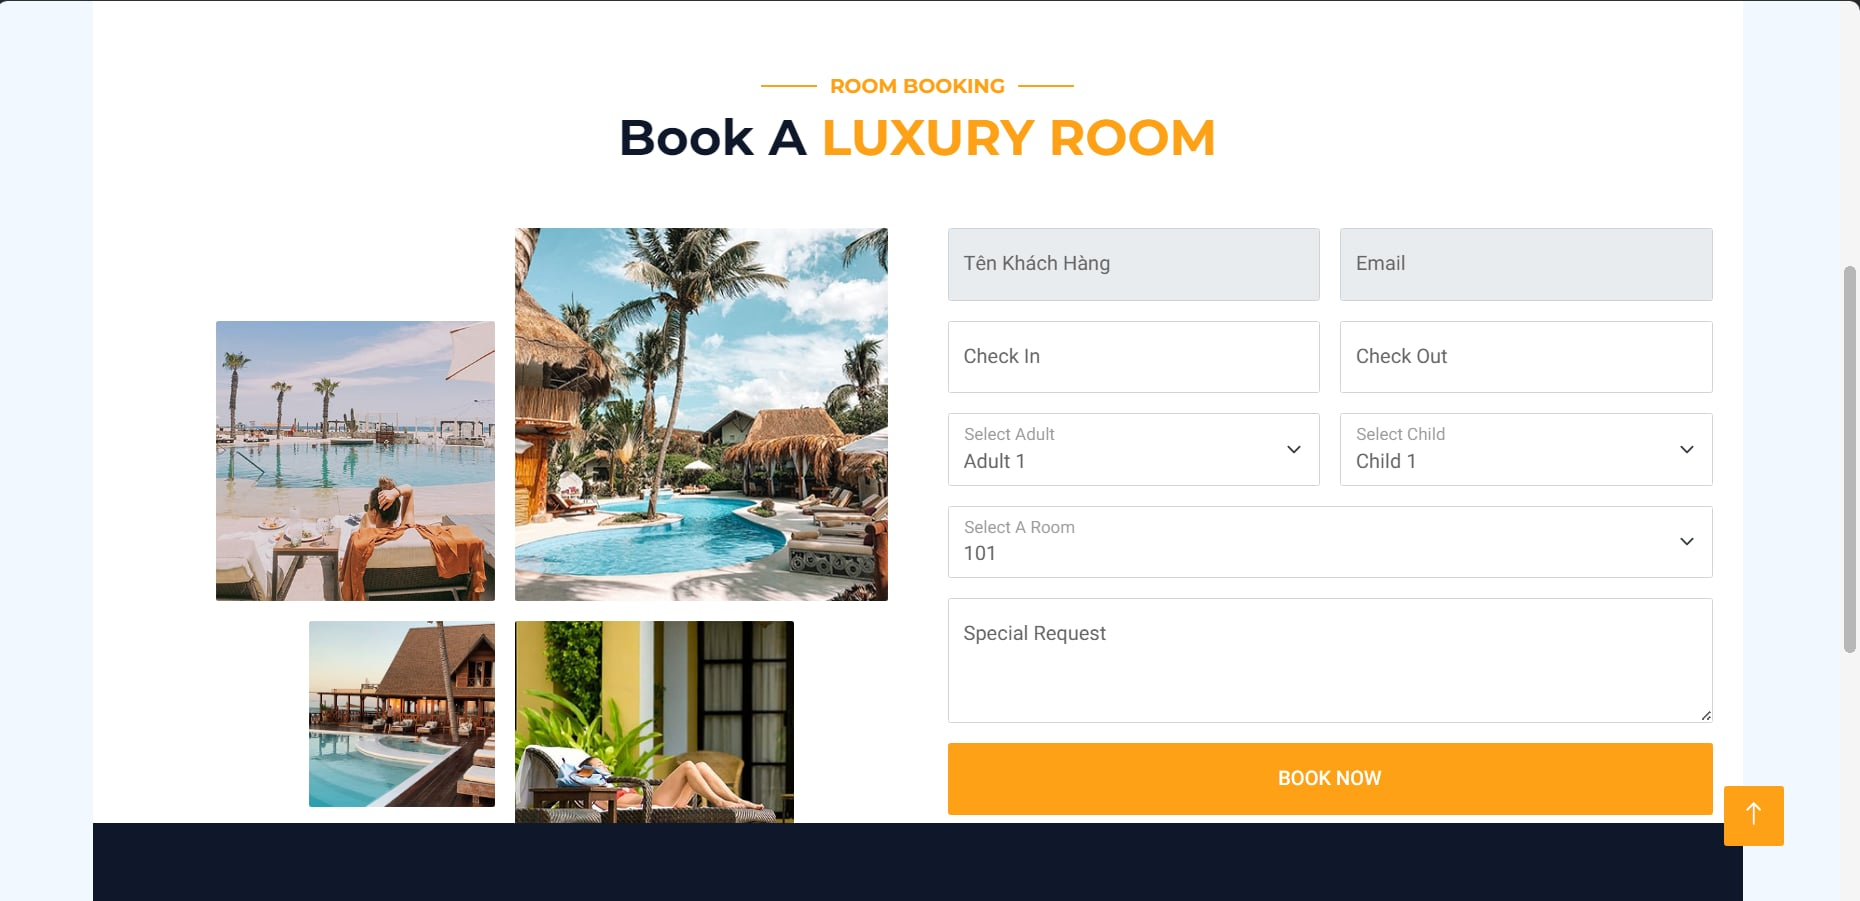 ROOM BOOKING
Book A LUXURY ROOM
Tên Khách Hàng
Email
Check In
Check Out
Select Adult
Adult 1
Select Child
Child 1
Select A Room
101
Special Request
BOOK NOW